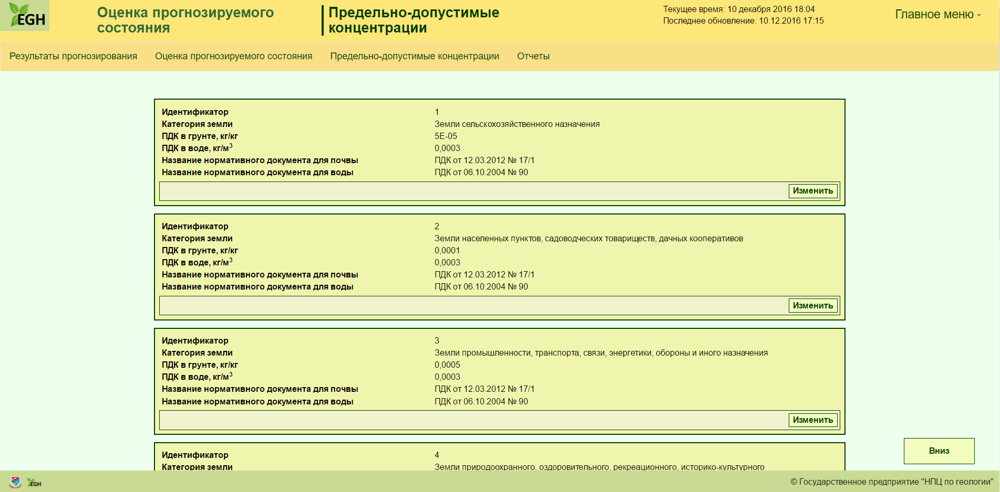 EGH
Оценка прогнозируемого
состояния
Предельно-допустимые
концентрации
Текущее время: 10 декабря 2016 18:04
Последнее обновление: 10.12.2016 17:15
Главное меню
Результаты прогнозирования Оценка прогнозируемого состояния Предельно-допустимые концентрации Отчеты
Идентификатор 1
Категория земли Земли сельскохозяйственного назначения
ПДК в грунте, кг/кг 5E-05
ПДК в воде, кг/м³ 0,0003
Название нормативного документа для почвы ПДК от 12.03.2012 № 17/1
Название нормативного документа для воды ПДК от 06.10.2004 № 90
Изменить
Идентификатор 2
Категория земли Земли населенных пунктов, садоводческих товариществ, дачных кооперативов
ПДК в грунте, кг/кг 0,0001
ПДК в воде, кг/м³ 0,0003
Название нормативного документа для почвы ПДК от 12.03.2012 № 17/1
Название нормативного документа для воды ПДК от 06.10.2004 № 90
Изменить
Идентификатор 3
Категория земли Земли промышленности, транспорта, связи, энергетики, обороны и иного назначения
ПДК в грунте, кг/кг 0,0005
ПДК в воде, кг/м³ 0,0003
Название нормативного документа для почвы ПДК от 12.03.2012 № 17/1
Название нормативного документа для воды ПДК от 06.10.2004 № 90
Изменить
Идентификатор 4
Категория земли Земли природоохранного, оздоровительного, рекреационного, историко-культурного
Вниз
EGH
© Государственное предприятие "НПЦ по геологии"